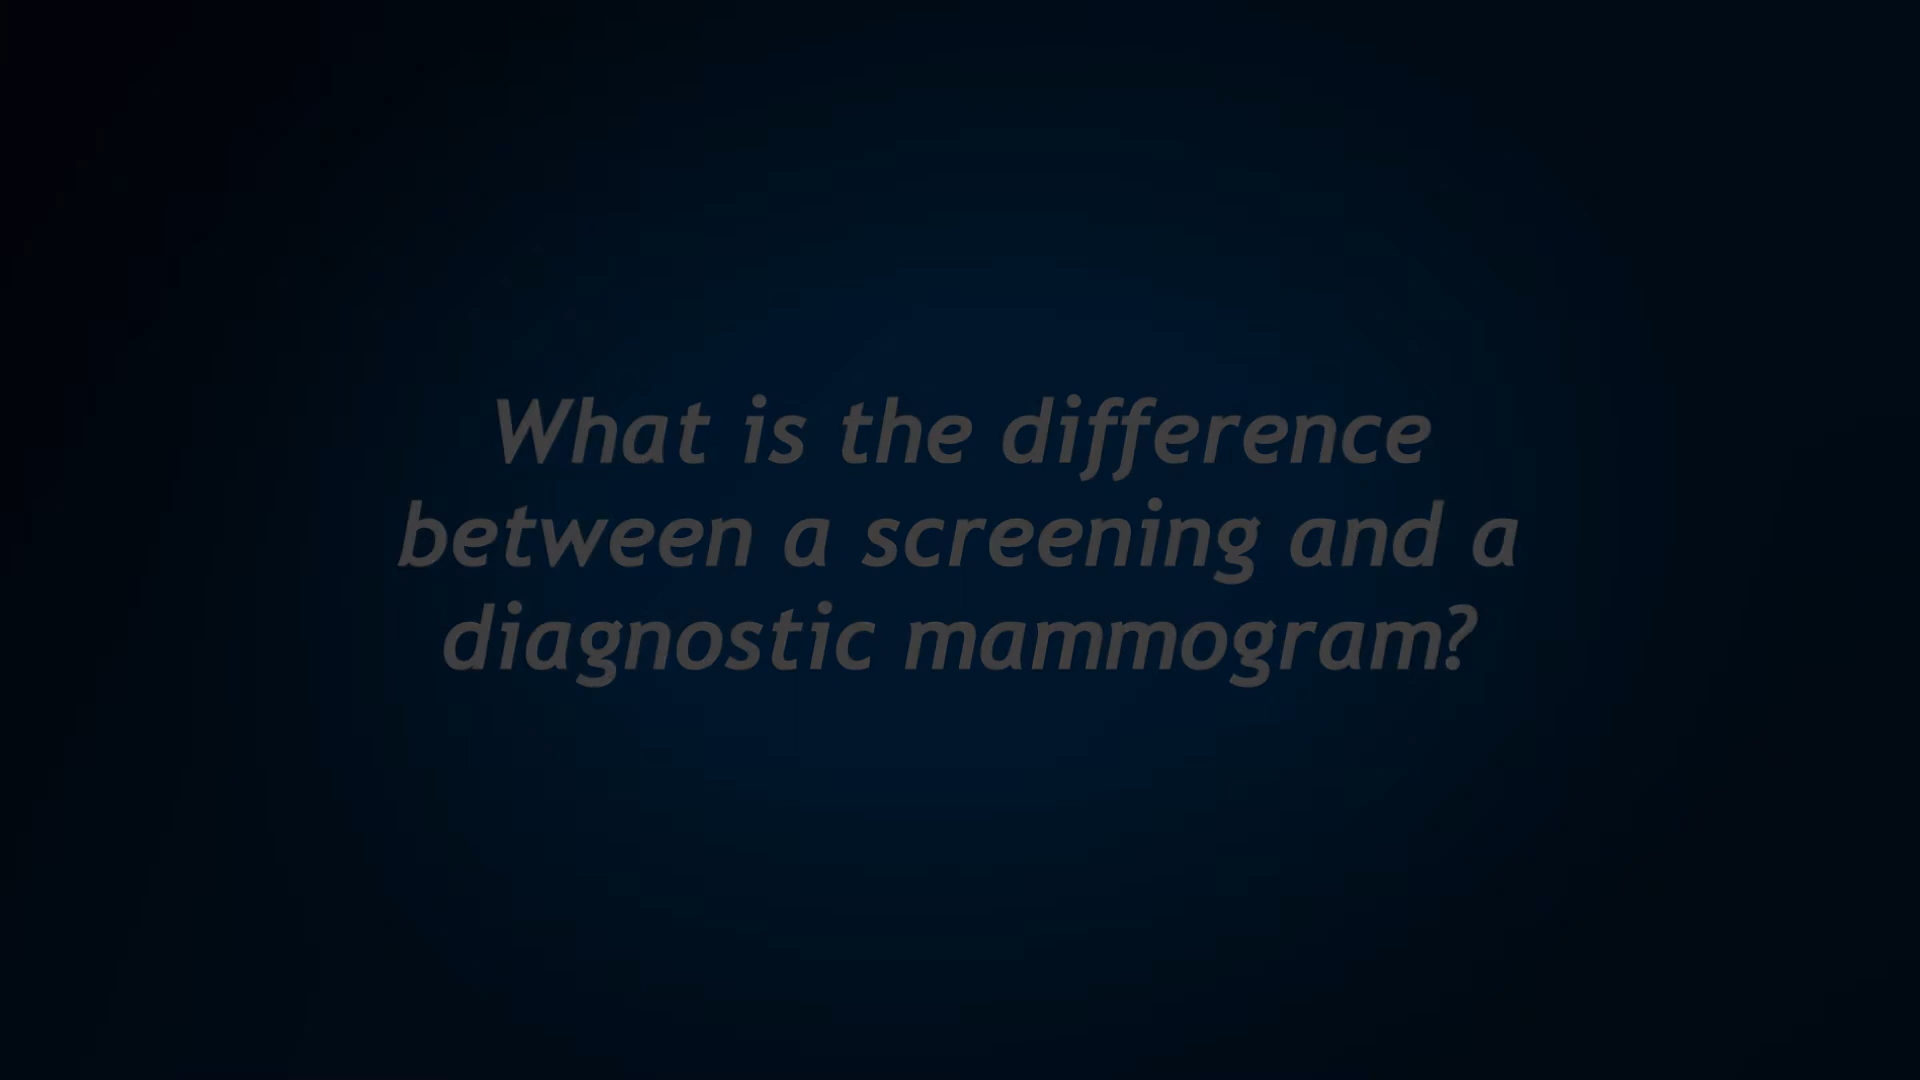 What is the difference
between a screening and a
diagnostic mammogram?